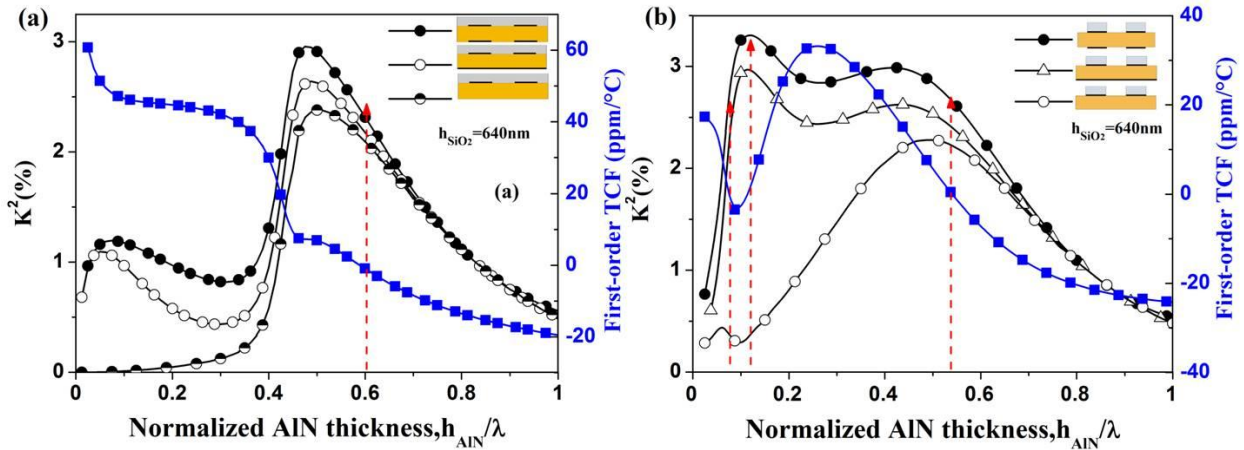 (a)
3
2
1
0
K²(%)
60
40
20
0
-20
First-order TCF (ppm/°C)
h_SiO₂=640nm
(a)
0 0.2 0.4 0.6 0.8 1
Normalized AlN thickness,h_AlN/λ
(b)
4
3
2
1
0
K²(%)
40
20
0
-20
-40
First-order TCF (ppm/°C)
h_SiO₂=640nm
0 0.2 0.4 0.6 0.8 1
Normalized AlN thickness,h_AlN/λ